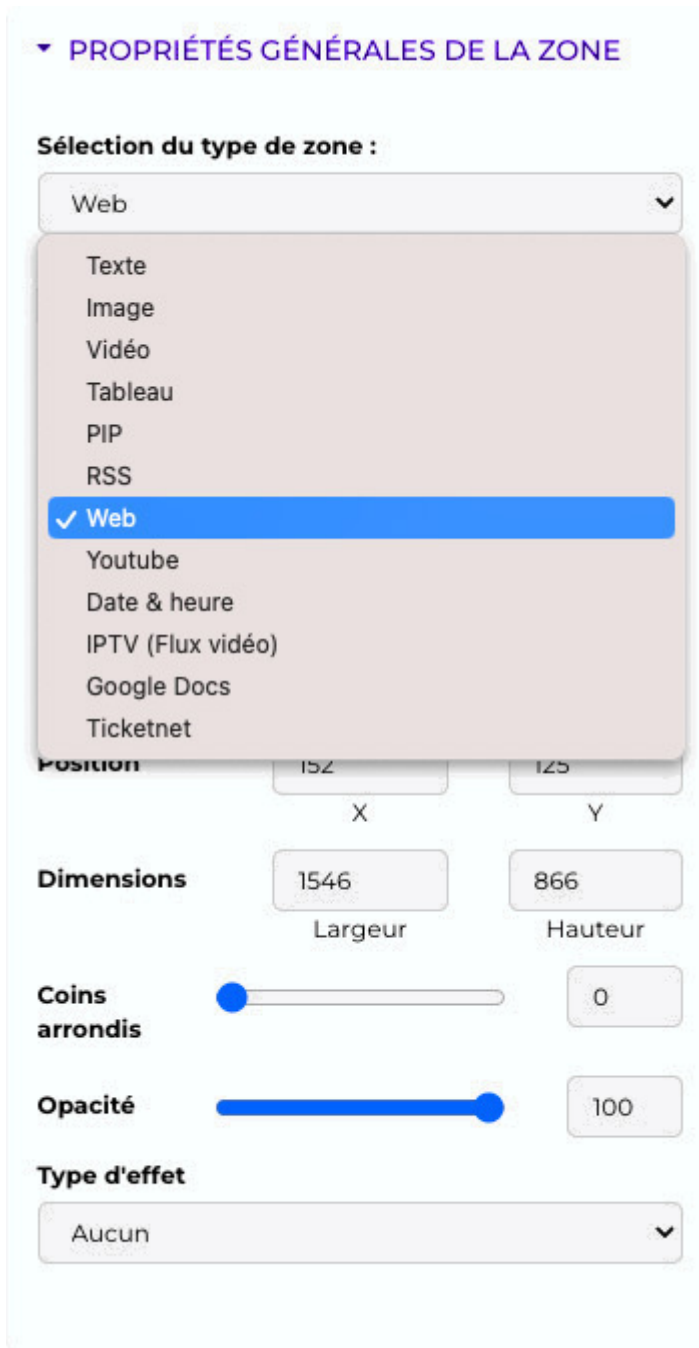 PROPRIÉTÉS GÉNÉRALES DE LA ZONE
Sélection du type de zone :
Web
Texte
Image
Vidéo
Tableau
PIP
RSS
✓ Web
Youtube
Date & heure
IPTV (Flux vidéo)
Google Docs
Ticketnet
Position 152 125
X Y
Dimensions 1546 866
Largeur Hauteur
Coins
arrondis 0
Opacité 100
Type d'effet
Aucun